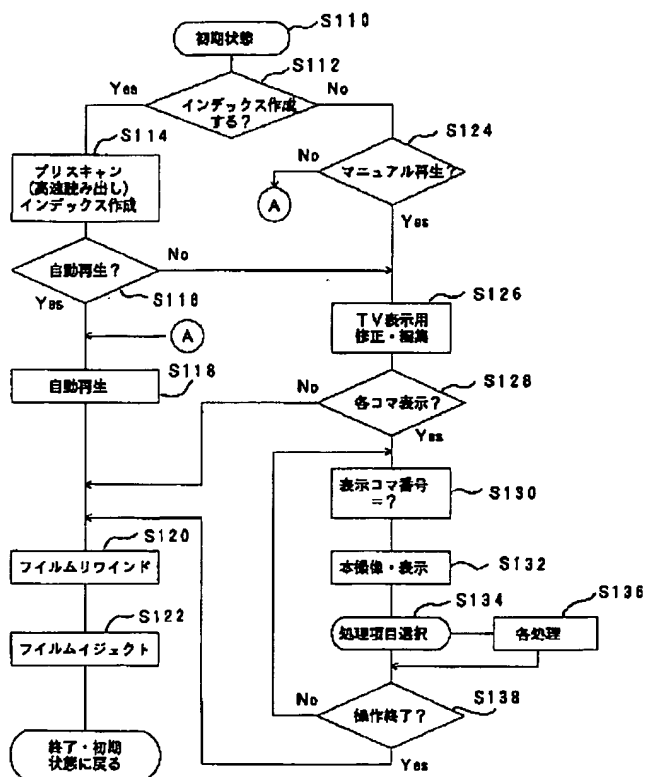 S110
初期状態
S112
インデックス作成
する？
Yes
No
S114
プリスキャン
(高速読み出し)
インデックス作成
S124
マニュアル再生？
No
A
Yes
自動再生？
No
Yes
S116
S126
TV表示用
修正・編集
A
S118
自動再生
S128
各コマ表示？
No
Yes
表示コマ番号
=？
S130
S120
フイルムリワインド
本撮像・表示
S132
S134
処理項目選択
S136
各処理
S122
フイルムイジェクト
No
操作終了？
S138
Yes
終了・初期
状態に戻る